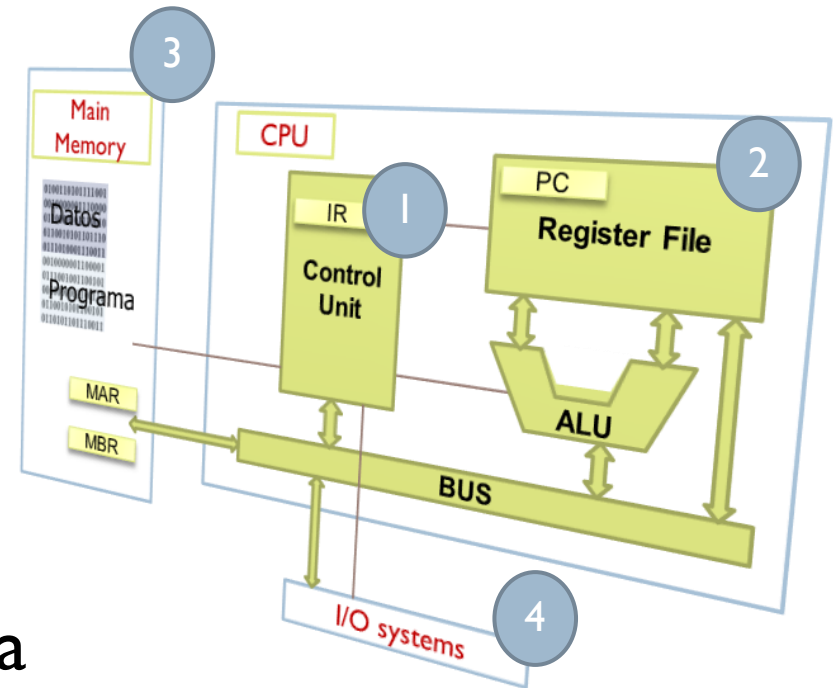 3
Main
Memory
CPU
2
PC
IR
1
Register File
Datos
Control
Unit
Programa
MAR
ALU
MBR
BUS
I/O systems
4
a